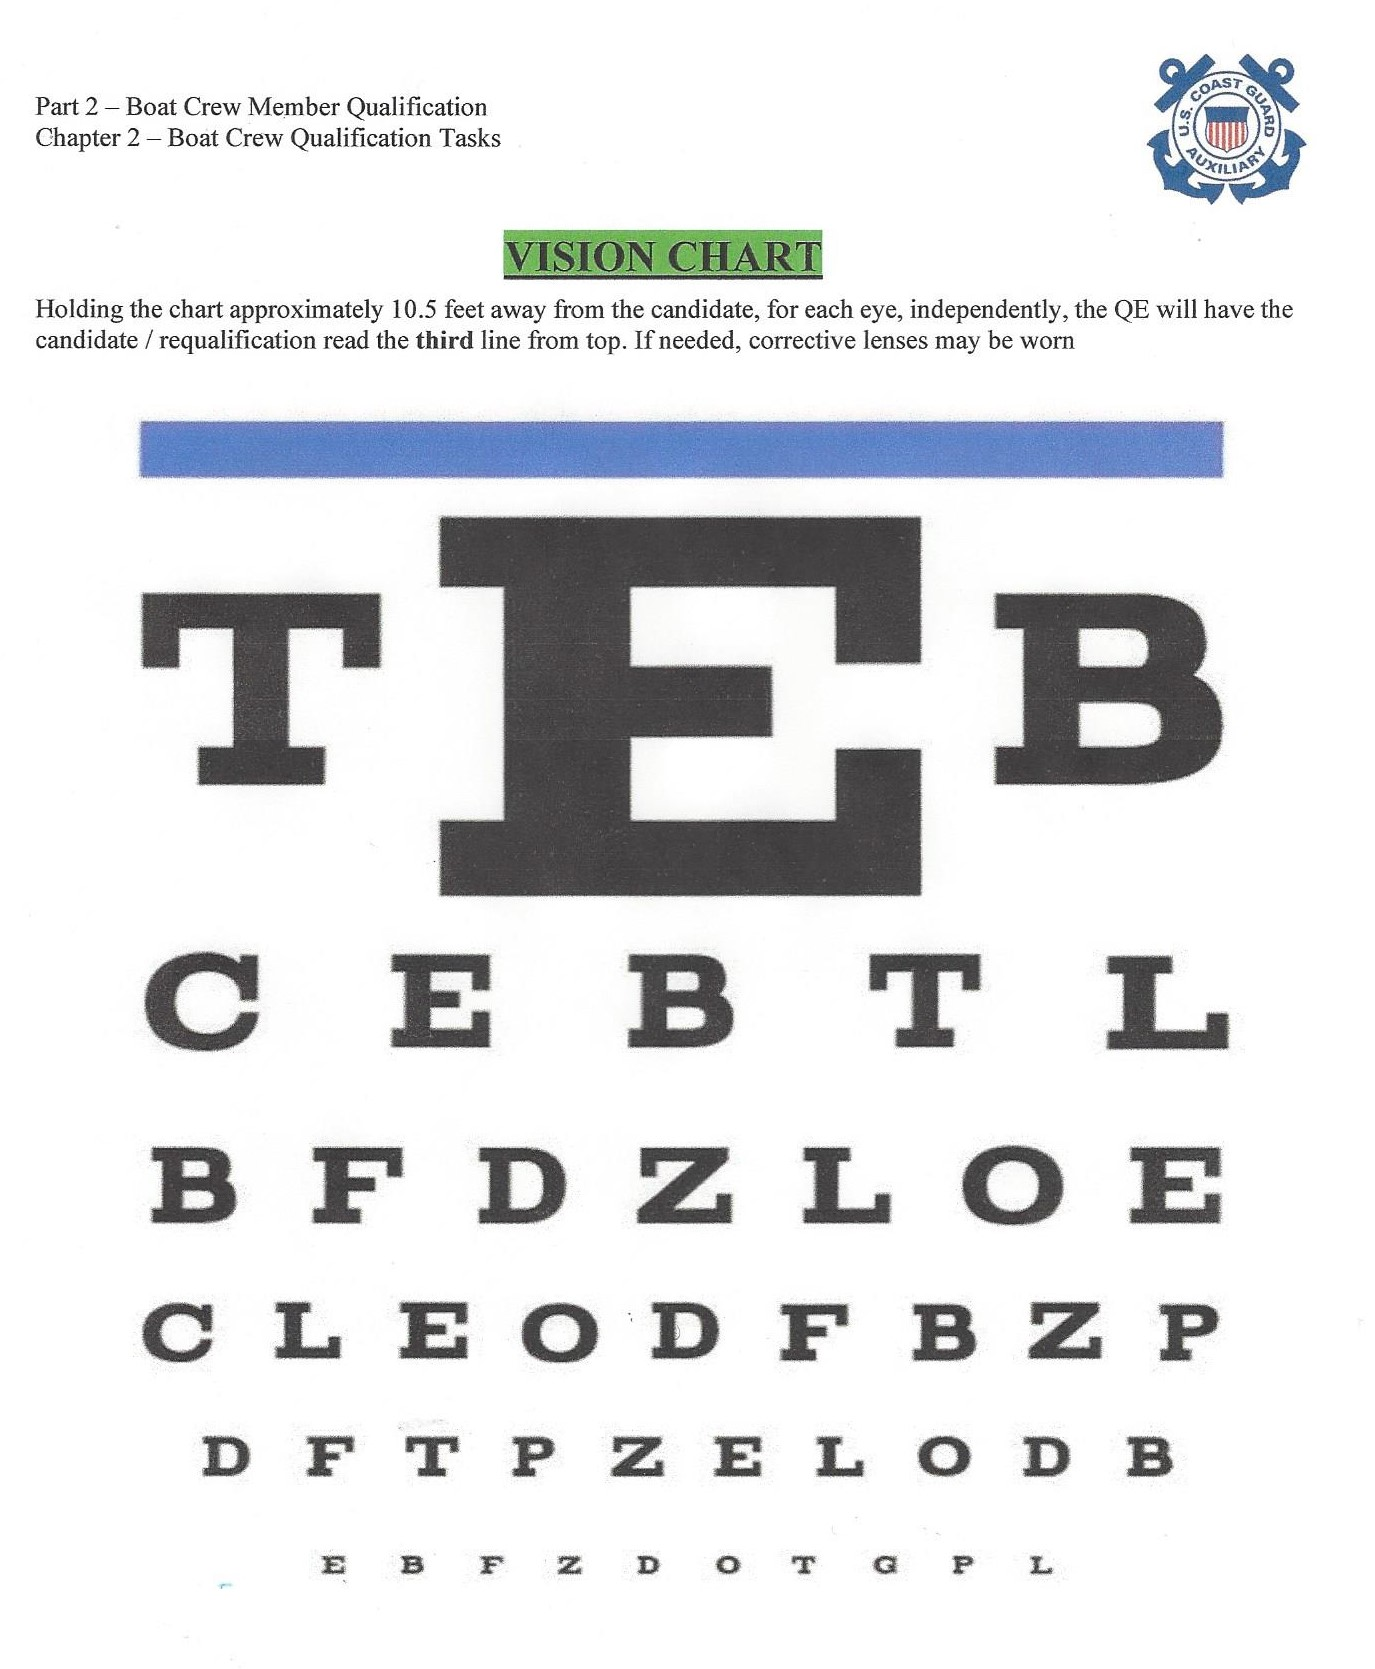 Part 2 – Boat Crew Member Qualification
Chapter 2 – Boat Crew Qualification Tasks
U.S. COAST GUARD
AUXILIARY
VISION CHART
Holding the chart approximately 10.5 feet away from the candidate, for each eye, independently, the QE will have the
candidate / requalification read the third line from top. If needed, corrective lenses may be worn
T E B
C E B T L
B F D Z L O E
C L E O D F B Z P
D F T P Z E L O D B
E B F Z D O T G P L